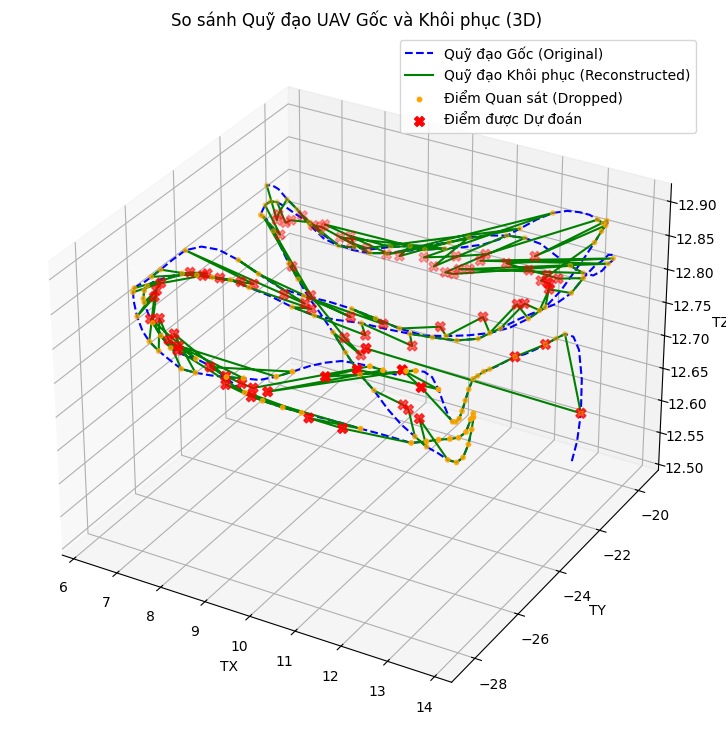 So sánh Quỹ đạo UAV Gốc và Khôi phục (3D)
Quỹ đạo Gốc (Original)
Quỹ đạo Khôi phục (Reconstructed)
Điểm Quan sát (Dropped)
Điểm được Dự đoán
12.90
12.85
12.80
12.75
TZ
12.70
12.65
12.60
12.55
12.50
−20
−22
−24
TY
−26
−28
6
7
8
9
10
11
12
13
14
TX